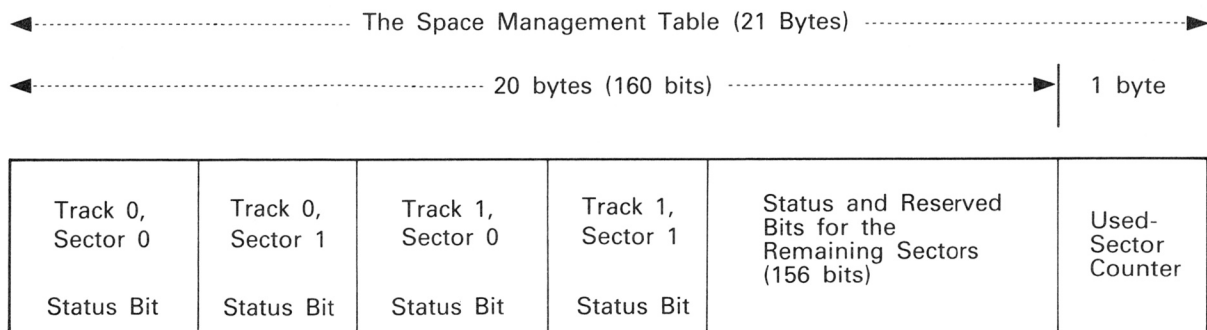 The Space Management Table (21 Bytes)
20 bytes (160 bits)
1 byte
Track 0,
Sector 0
Status Bit
Track 0,
Sector 1
Status Bit
Track 1,
Sector 0
Status Bit
Track 1,
Sector 1
Status Bit
Status and Reserved
Bits for the
Remaining Sectors
(156 bits)
Used-
Sector
Counter